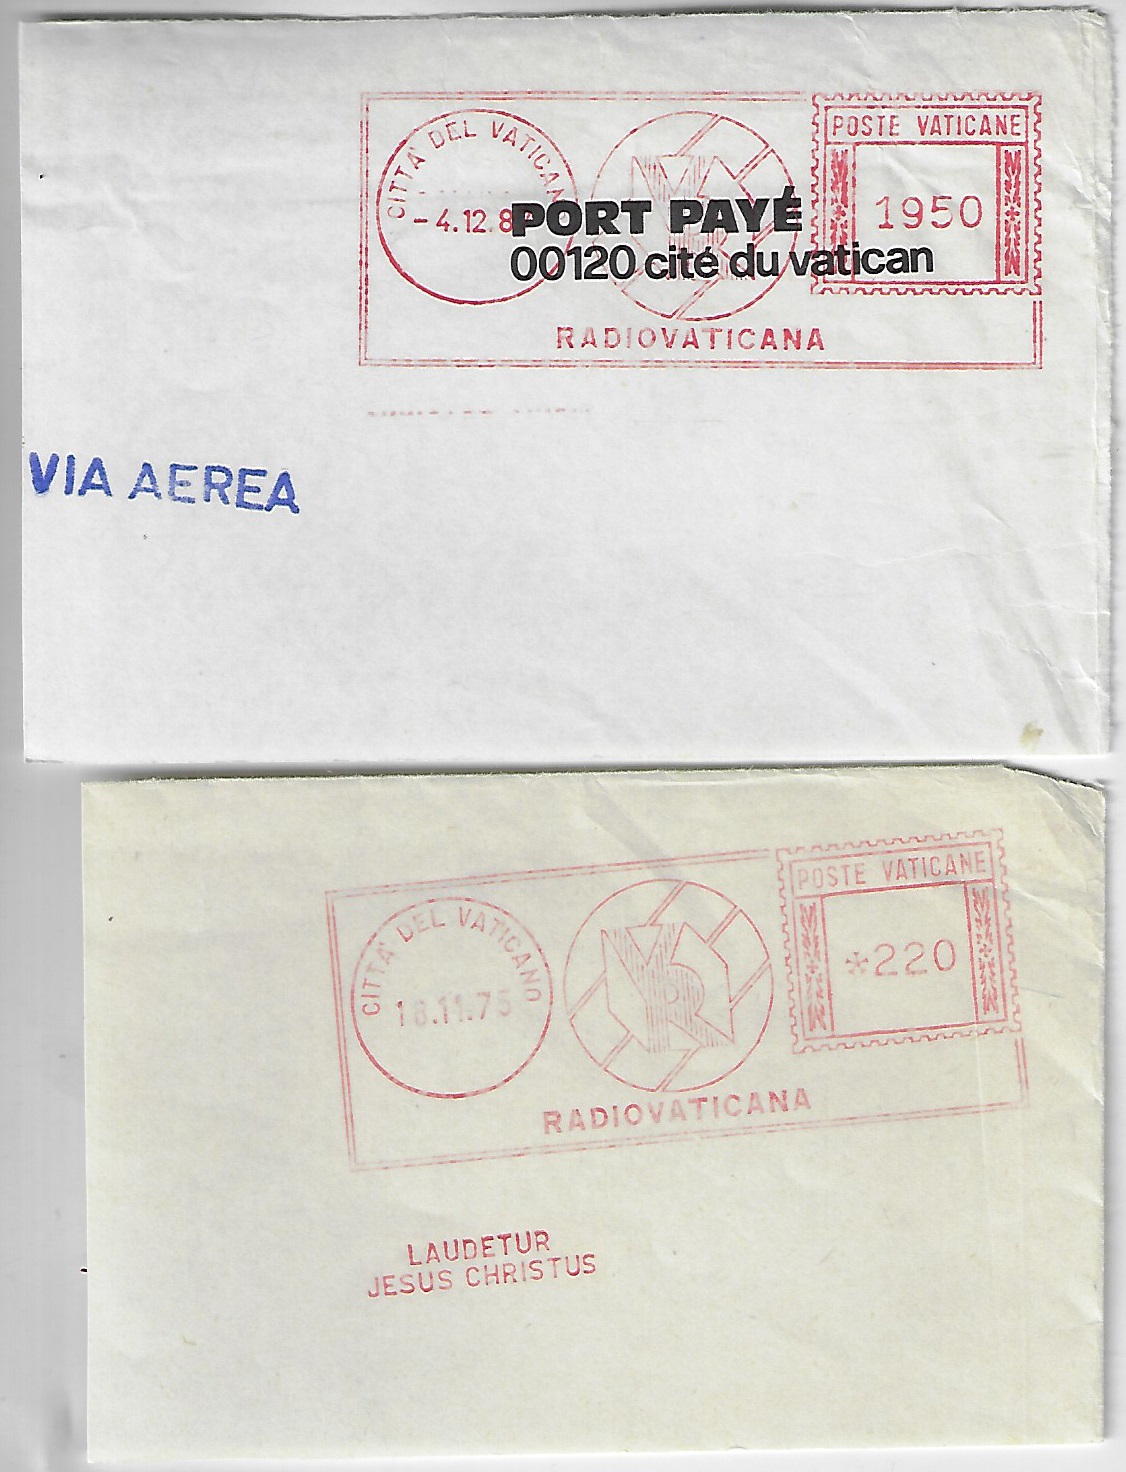 CITTA' DEL VATICANO
- 4.12.8
POSTE VATICANE
1950
PORT PAYÉ
00120 cité du vatican
RADIOVATICANA
VIA AEREA
CITTA' DEL VATICANO
18.11.75
POSTE VATICANE
*220
RADIOVATICANA
LAUDETUR
JESUS CHRISTUS